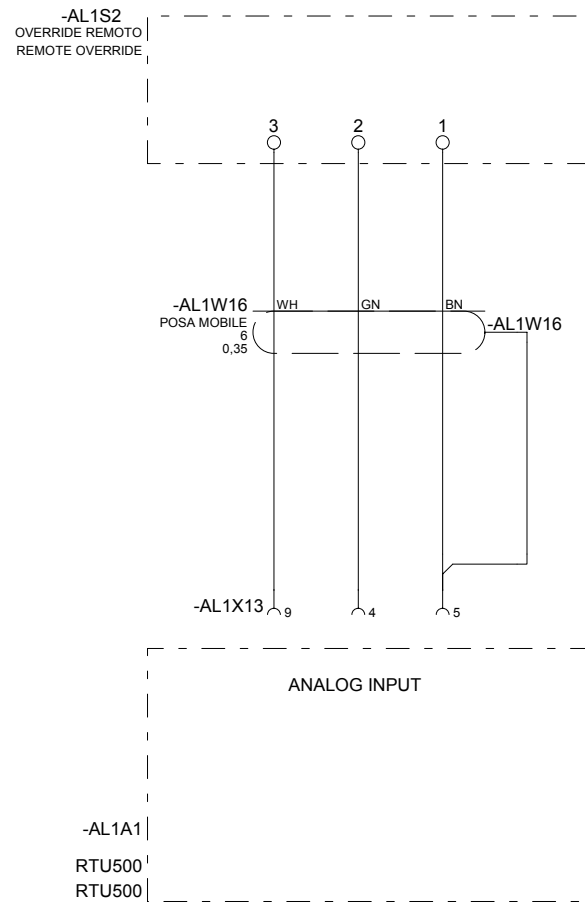 -AL1S2
OVERRIDE REMOTO
REMOTE OVERRIDE
3 2 1
-AL1W16 WH GN BN
POSA MOBILE -AL1W16
6
0,35
-AL1X13 9 4 5
ANALOG INPUT
-AL1A1
RTU500
RTU500